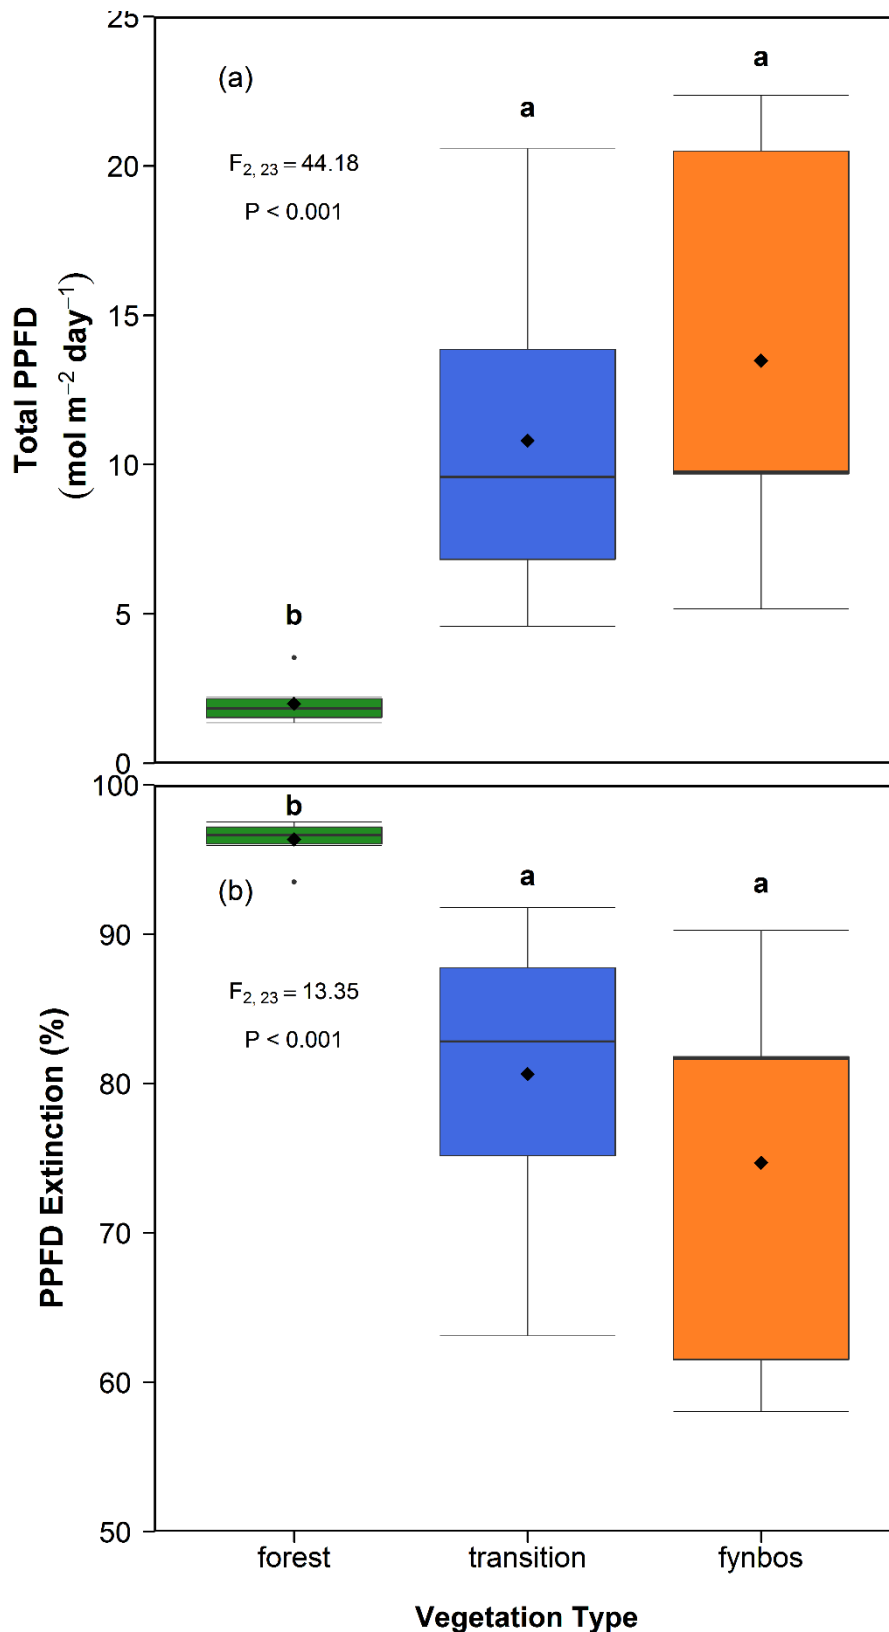 25
(a)
a
a
F2, 23 = 44.18
P < 0.001
20
15
10
5
0
b
Total PPFD
(mol m−2 day−1)
100
b
(b)
a
a
F2, 23 = 13.35
P < 0.001
90
80
70
60
50
PPFD Extinction (%)
forest transition fynbos
Vegetation Type